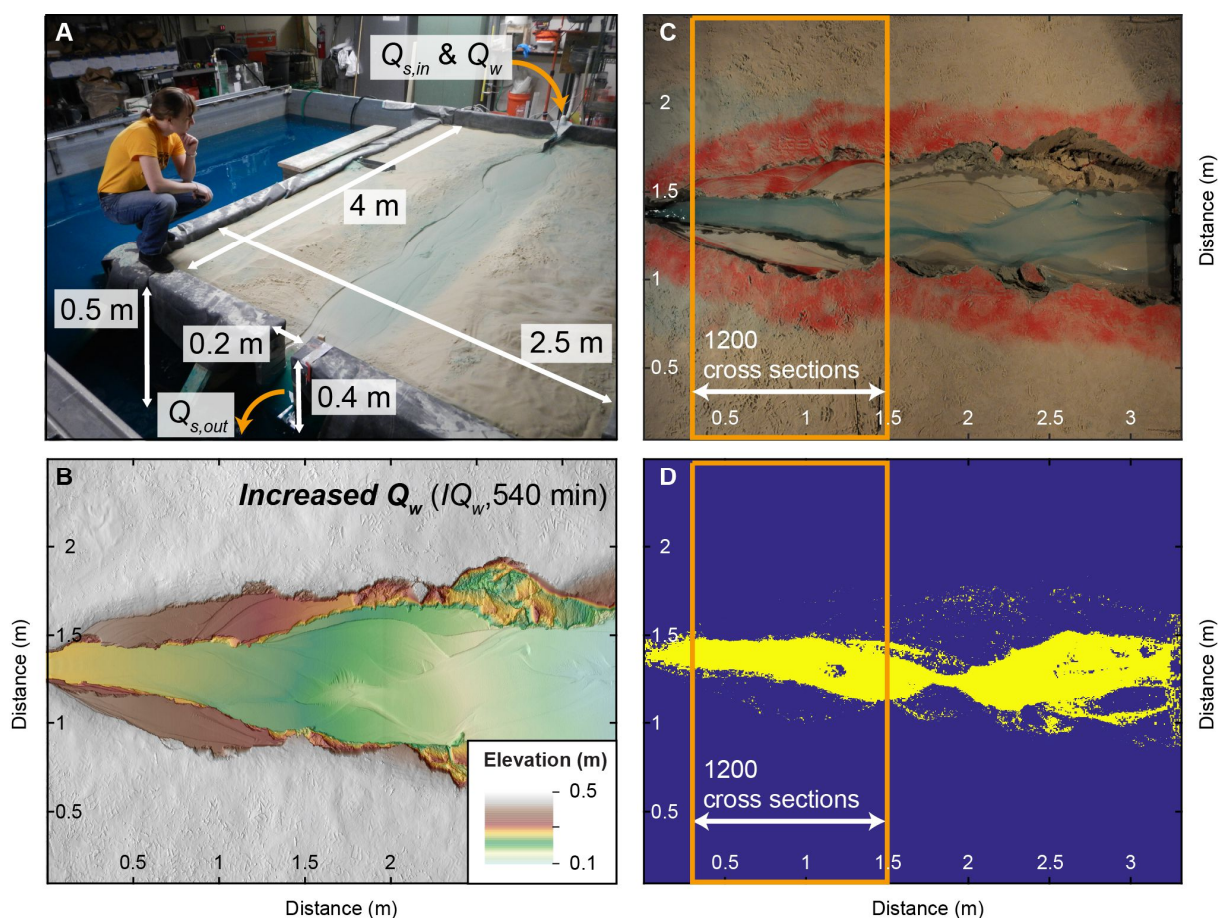 A
Q_s,in & Q_w
4 m
0.5 m
0.2 m
2.5 m
0.4 m
Q_s,out
C
2
1.5
1
0.5
1200
cross sections
0.5 1 1.5 2 2.5 3
Distance (m)
B
Increased Q_w (IQ_w,540 min)
2
1.5
1
0.5
Distance (m)
Elevation (m)
0.5
0.1
0.5 1 1.5 2
Distance (m)
D
2
1.5
1
0.5
1200
cross sections
0.5 1 1.5 2 2.5 3
Distance (m)
Distance (m)